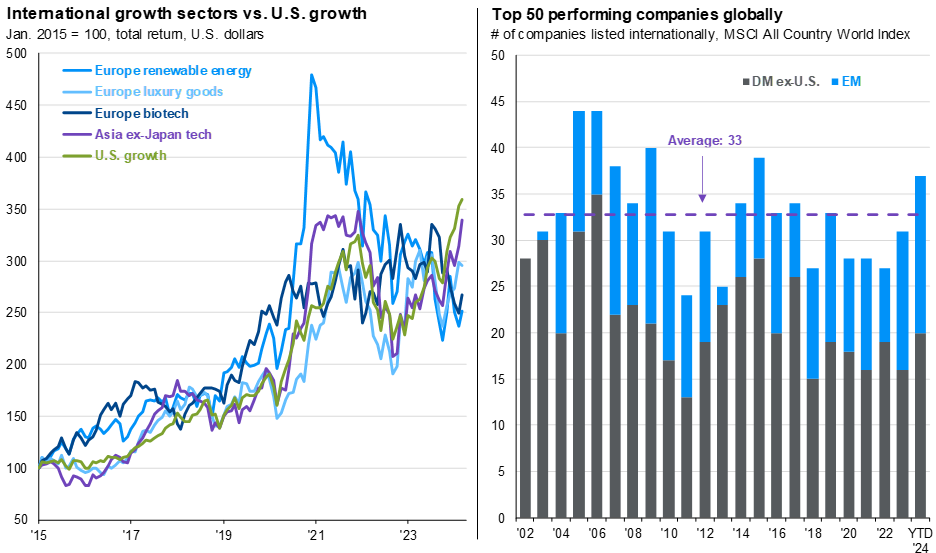 International growth sectors vs. U.S. growth
Jan. 2015 = 100, total return, U.S. dollars
500
450
400
350
300
250
200
150
100
50
Europe renewable energy
Europe luxury goods
Europe biotech
Asia ex-Japan tech
U.S. growth
'15
'17
'19
'21
'23
Top 50 performing companies globally
# of companies listed internationally, MSCI All Country World Index
50
45
40
35
30
25
20
15
10
5
0
DM ex-U.S.
EM
Average: 33
'02
'04
'06
'08
'10
'12
'14
'16
'18
'20
'22
YTD
'24